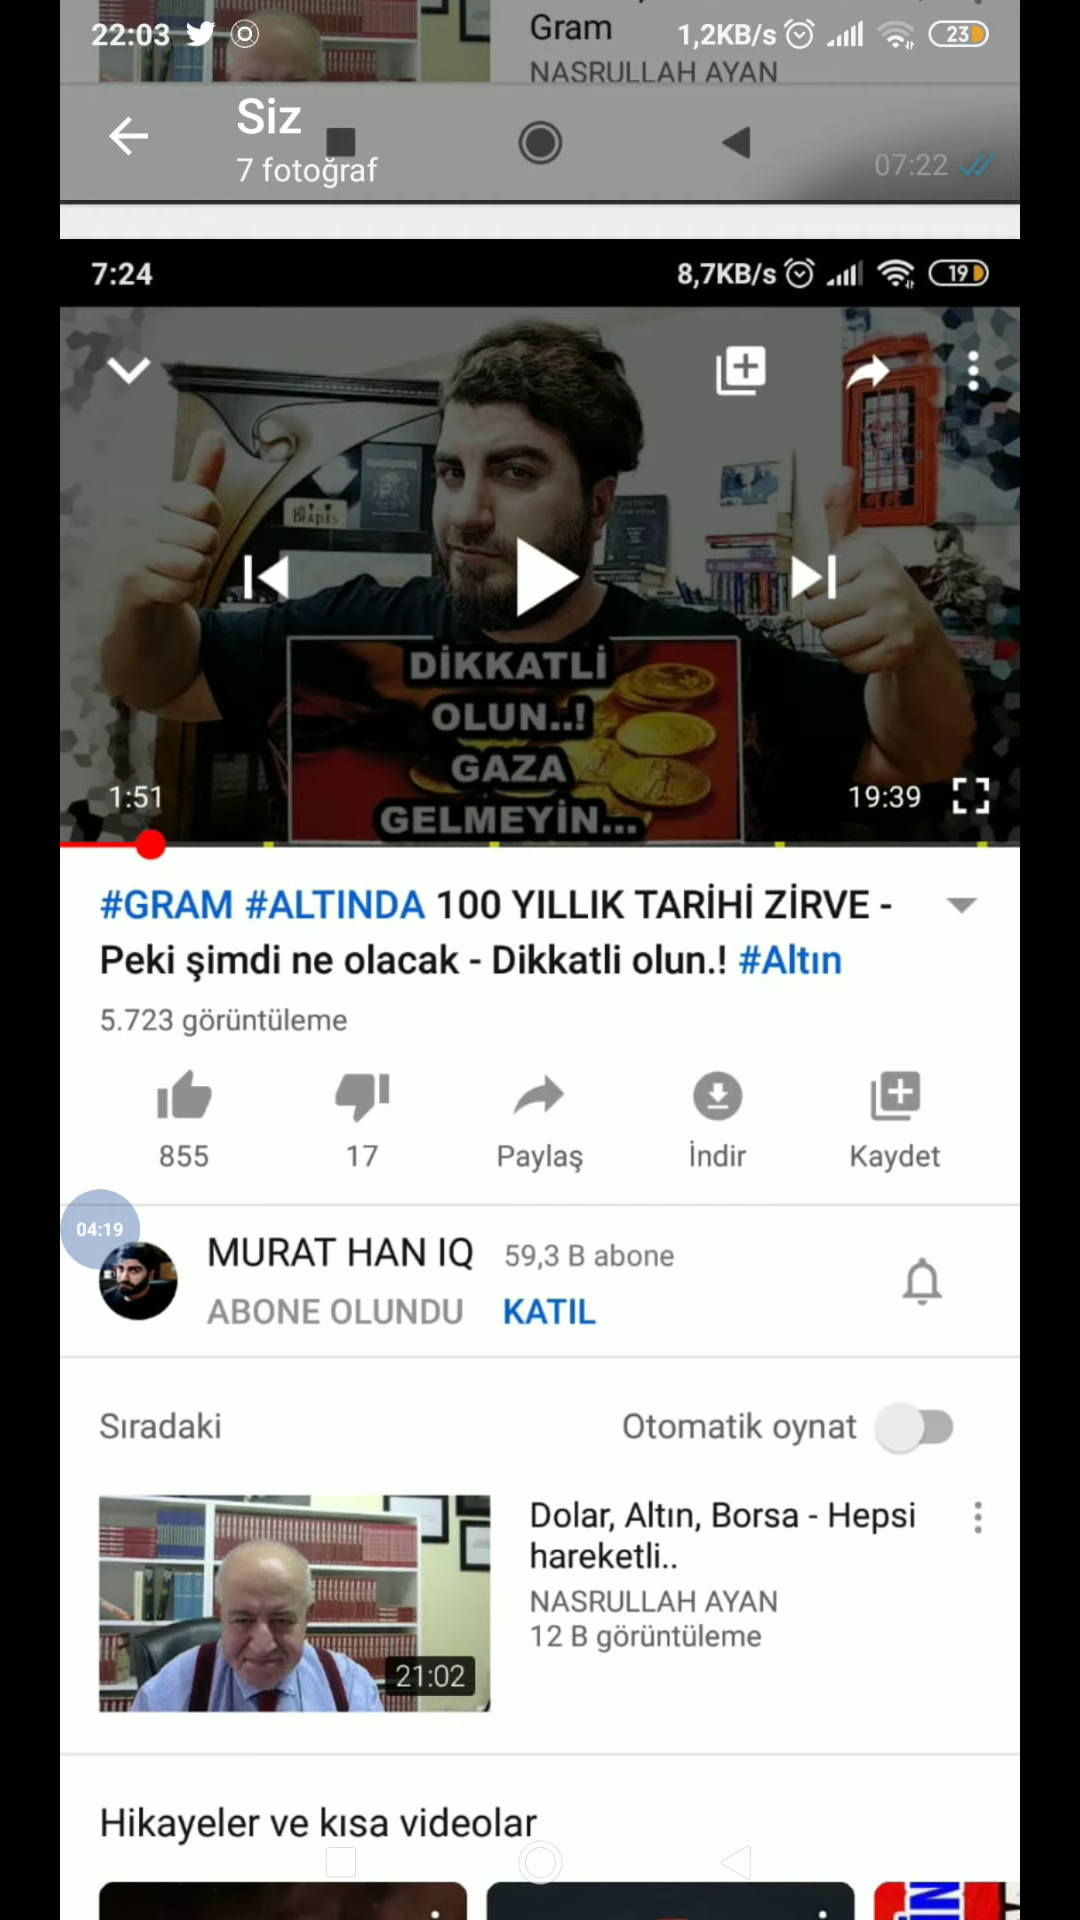 Gram
22:03
1,2KB/s
23
NASRULLAH AYAN
Siz
7 fotoğraf
07:22
7:24
8,7KB/s
19
BEATLES
DİKKATLİ
OLUN..!
GAZA
GELMEYİN...
1:51
19:39
#GRAM #ALTINDA 100 YILLIK TARİHİ ZİRVE -
Peki şimdi ne olacak - Dikkatli olun.! #Altın
5.723 görüntüleme
855
17
Paylaş
İndir
Kaydet
04:19
MURAT HAN IQ
59,3 B abone
ABONE OLUNDU
KATIL
Sıradaki
Otomatik oynat
Dolar, Altın, Borsa - Hepsi
hareketli..
NASRULLAH AYAN
12 B görüntüleme
21:02
Hikayeler ve kısa videolar